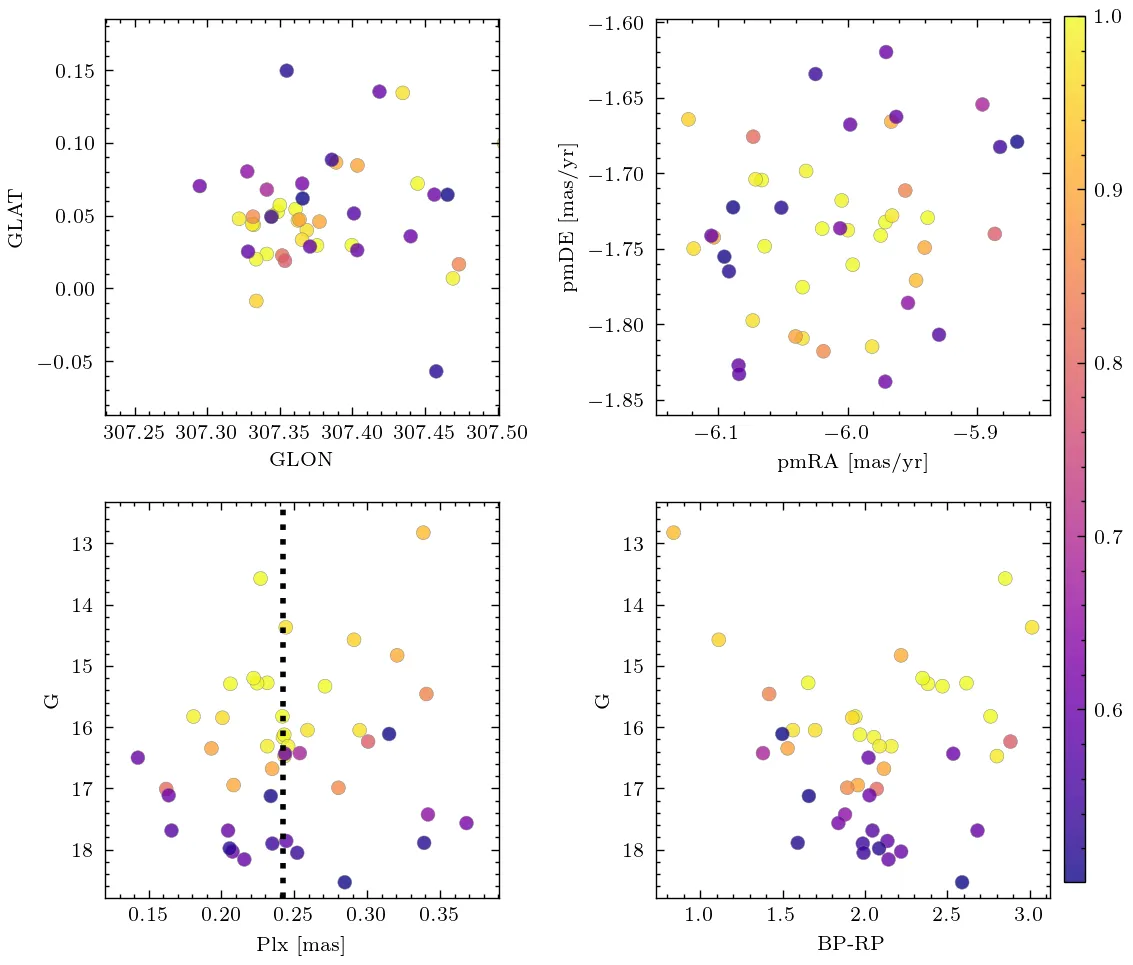 0.15
0.10
0.05
0.00
−0.05
GLAT
307.25 307.30 307.35 307.40 307.45 307.50
GLON
−1.60
−1.65
−1.70
−1.75
−1.80
−1.85
pmDE [mas/yr]
−6.1 −6.0 −5.9
pmRA [mas/yr]
1.0
0.9
0.8
0.7
0.6
13
14
15
16
17
18
G
0.15 0.20 0.25 0.30 0.35
Plx [mas]
13
14
15
16
17
18
G
1.0 1.5 2.0 2.5 3.0
BP-RP